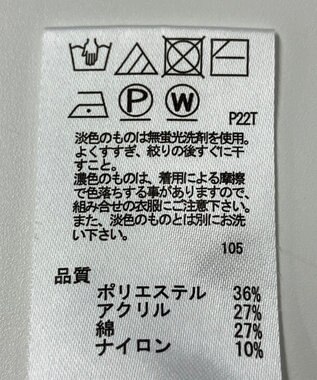 P
W
P22T
淡色のものは無蛍光洗剤を使用。
よくすすぎ、絞りの後すぐに干
すこと。
濃色のものは、着用による摩擦
で色落ちする事がありますので、
組み合せの衣服にご注意下さい。
また、淡色のものとは別にお洗
い下さい。
105
品質
ポリエステル 36%
アクリル 27%
綿 27%
ナイロン 10%